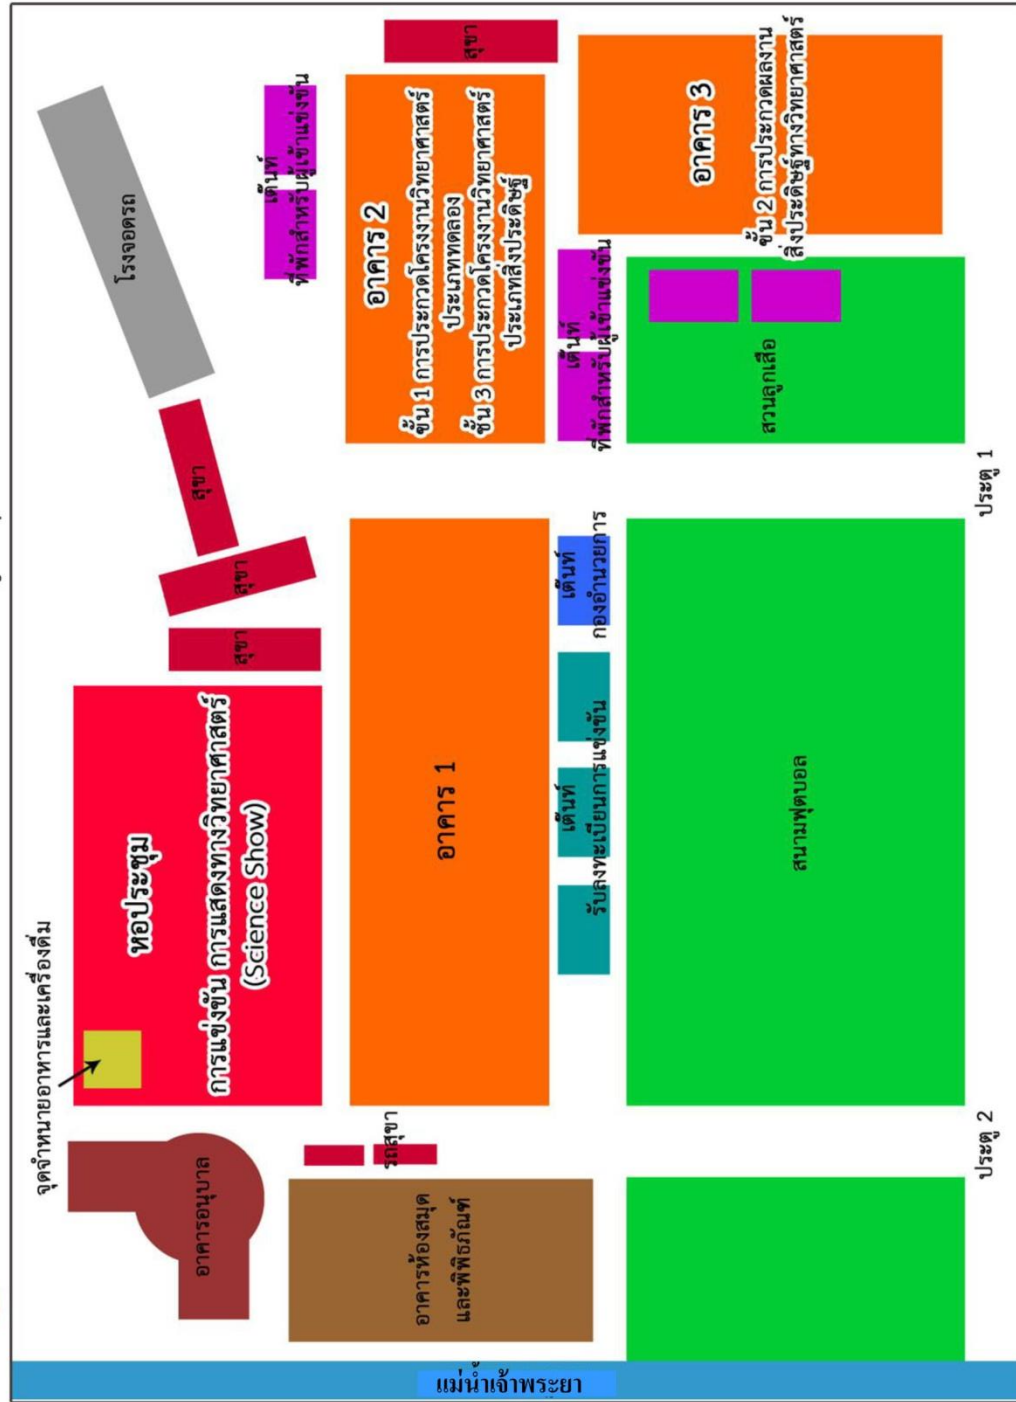 จุดจำหน่ายอาหารและเครื่องดื่ม
โรงจอดรถ
หอประชุม
การแข่งขัน การแสดงทางวิทยาศาสตร์
(Science Show)
อาคารอนุบาล
สุขา
สุขา
สุขา
เต็นท์
ที่พักสำหรับผู้เข้าแข่งขัน
อาคาร 2
ชั้น 1 การประกวดโครงงานวิทยาศาสตร์
ประเภททดลอง
ชั้น 3 การประกวดโครงงานวิทยาศาสตร์
ประเภทสิ่งประดิษฐ์
สุขา
รถสุขา
อาคารห้องสมุด
และพิพิธภัณฑ์
แม่น้ำเจ้าพระยา
อาคาร 1
เต็นท์
รับลงทะเบียนการแข่งขัน
เต็นท์
กองอำนวยการ
เต็นท์
ที่พักสำหรับผู้เข้าแข่งขัน
อาคาร 3
ชั้น 2 การประกวดผลงาน
สิ่งประดิษฐ์ทางวิทยาศาสตร์
สวนลูกเสือ
สนามฟุตบอล
ประตู 2
ประตู 1